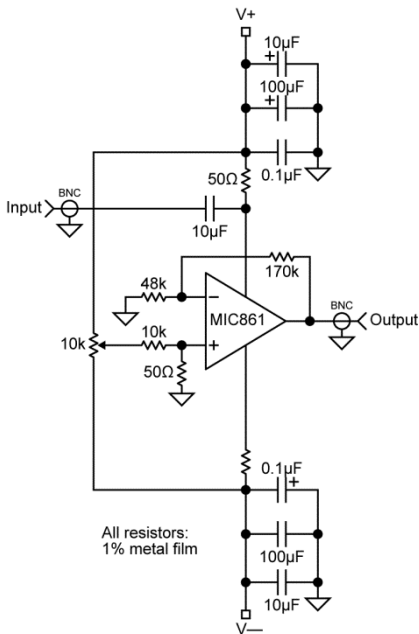 V+
10µF
+
100µF
+
0.1µF
50Ω
BNC
Input
10µF
170k
48k
−
MIC861
BNC
Output
10k
10k
+
50Ω
0.1µF
+
All resistors:
1% metal film
100µF
10µF
V—